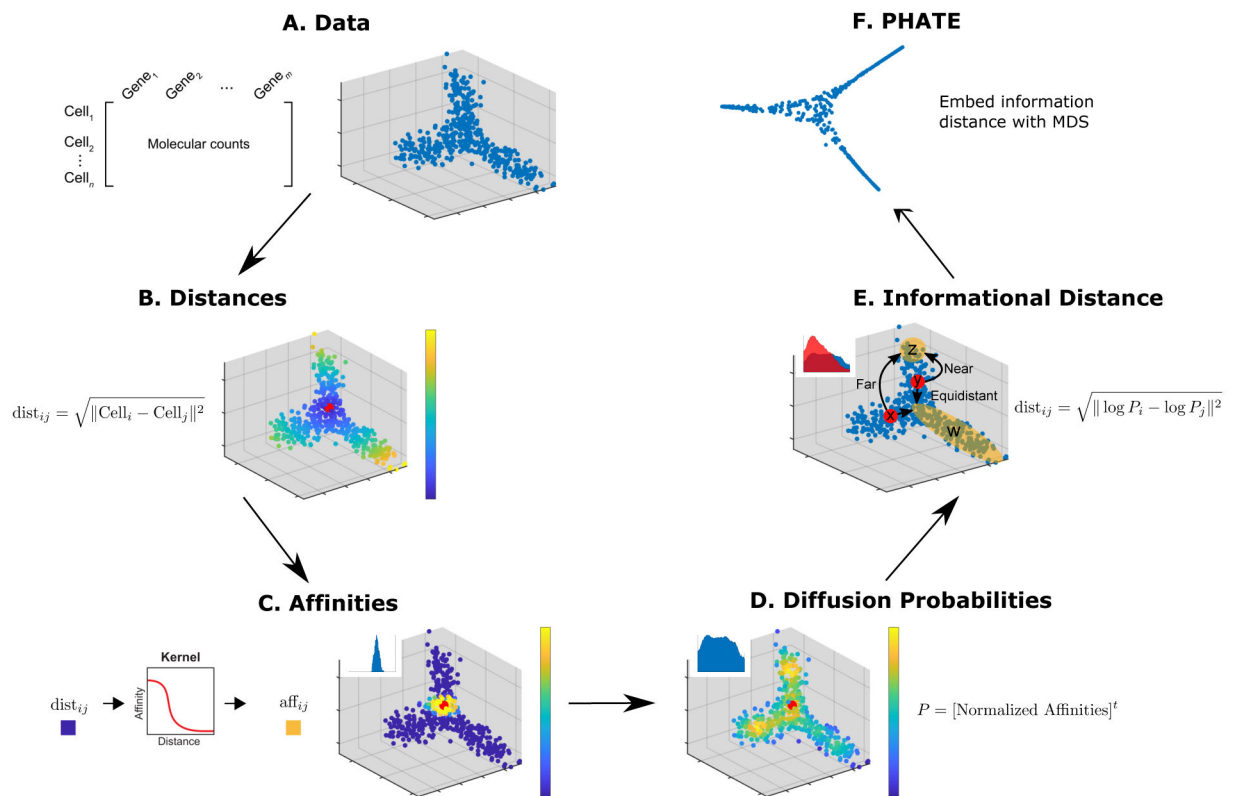 A. Data
Gene₁ Gene₂ ... Geneₘ
Cell₁
Cell₂
⋮
Cellₙ
Molecular counts
B. Distances
distᵢⱼ = √‖Cellᵢ − Cellⱼ‖²
C. Affinities
distᵢⱼ
Kernel
Affinity
Distance
affᵢⱼ
D. Diffusion Probabilities
P = [Normalized Affinities]ᵗ
E. Informational Distance
Z
Near
Far
y
Equidistant
X
W
distᵢⱼ = √‖ log Pᵢ − log Pⱼ‖²
F. PHATE
Embed information
distance with MDS